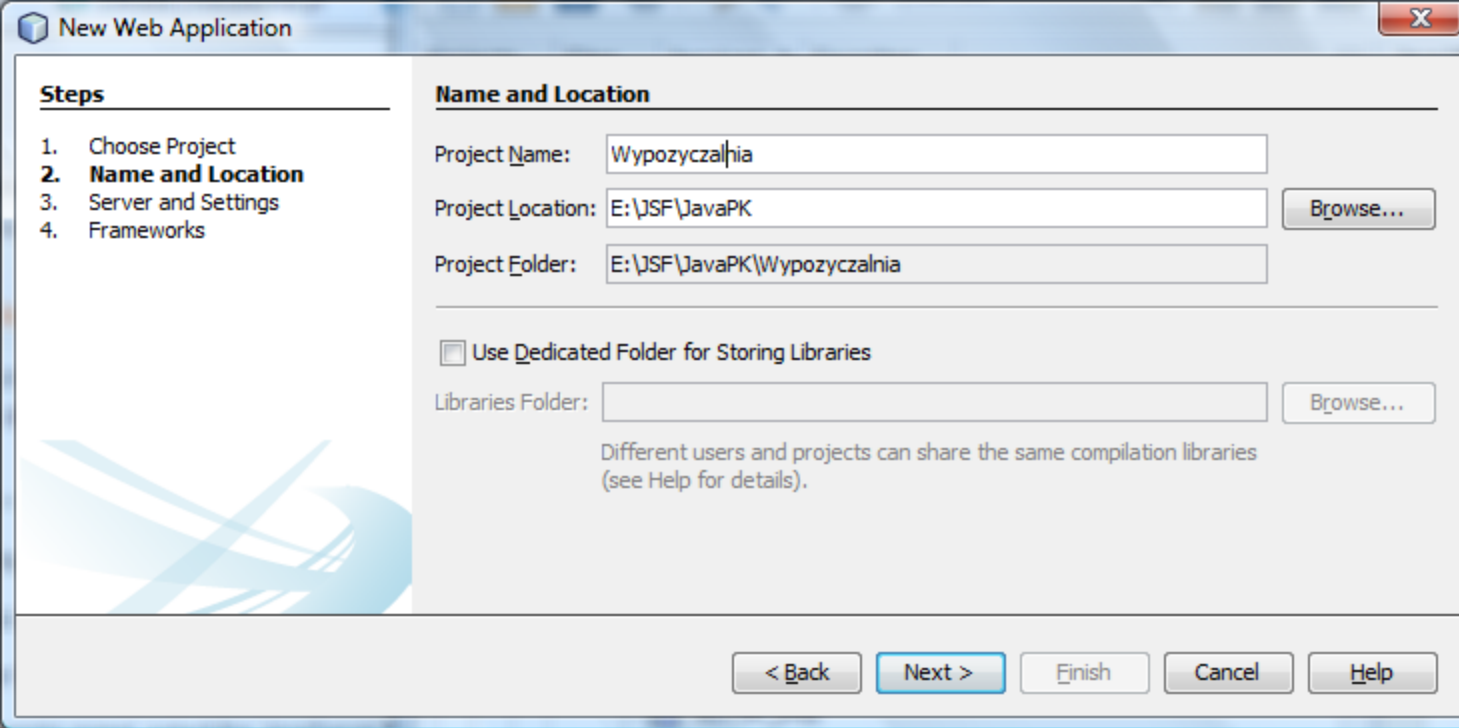 New Web Application
Steps
1. Choose Project
2. Name and Location
3. Server and Settings
4. Frameworks
Name and Location
Project Name: Wypozyczalnia
Project Location: E:\JSF\JavaPK Browse...
Project Folder: E:\JSF\JavaPK\Wypozyczalnia
Use Dedicated Folder for Storing Libraries
Libraries Folder: Browse...
Different users and projects can share the same compilation libraries
(see Help for details).
< Back Next > Finish Cancel Help